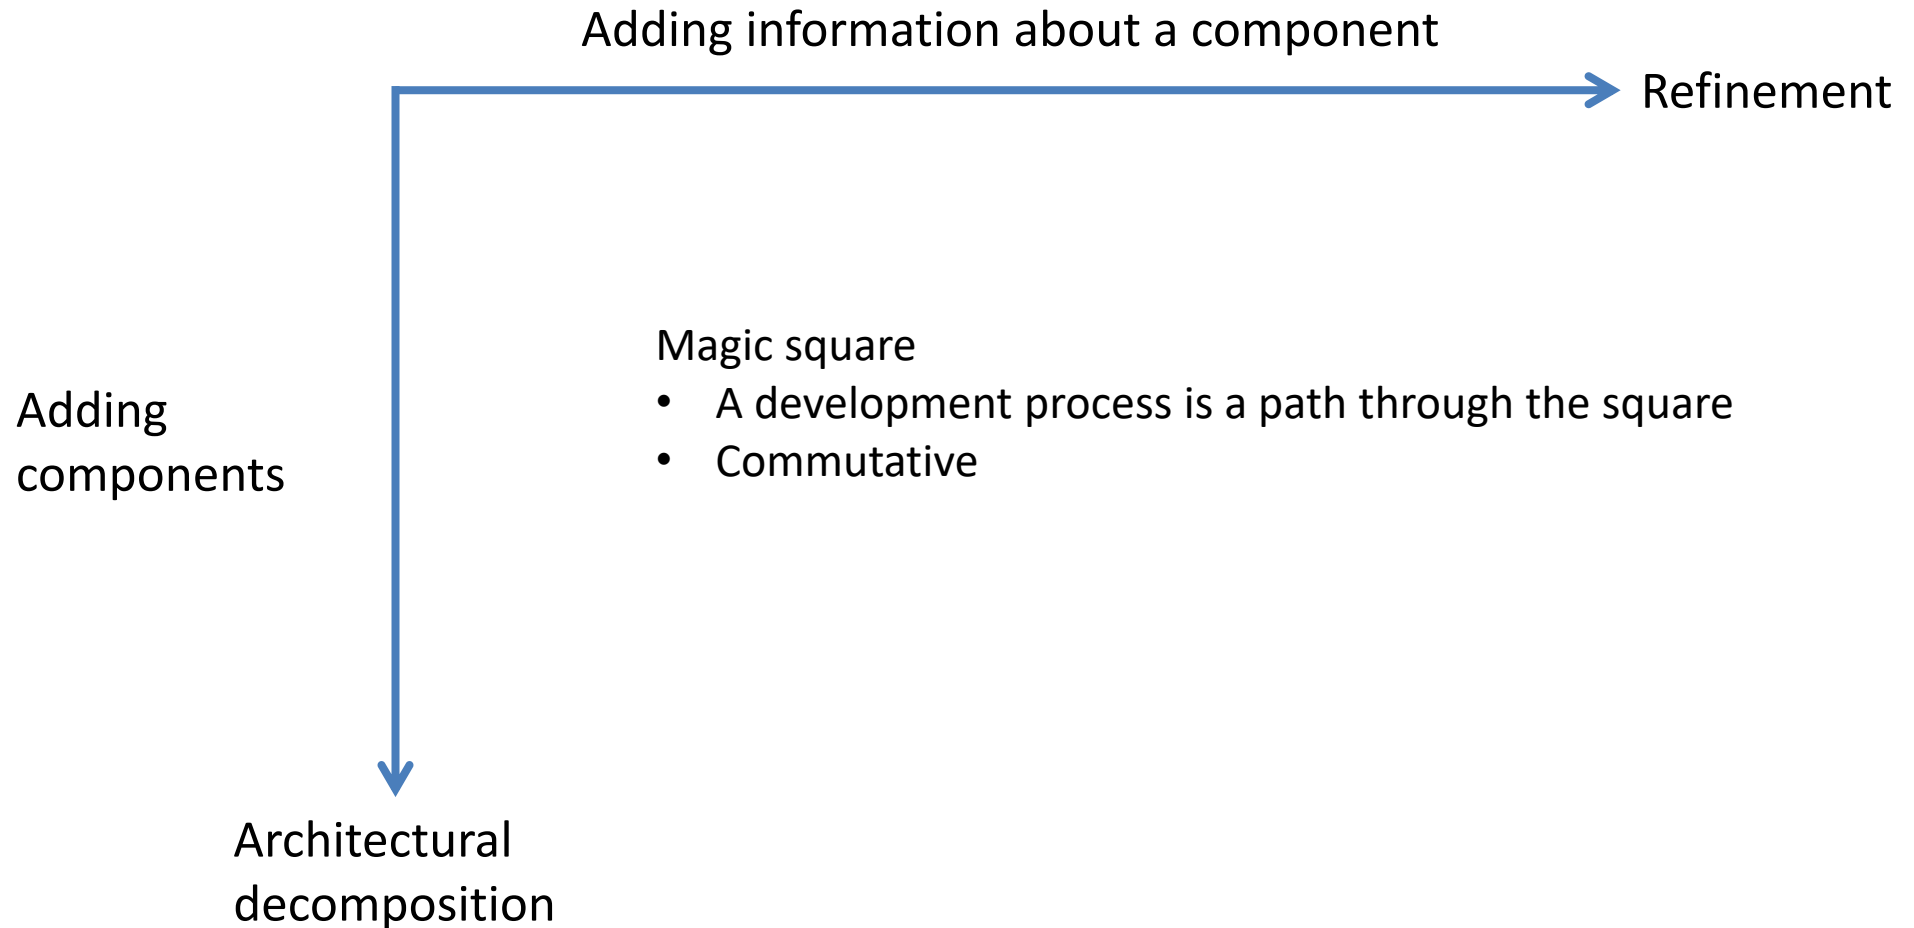 Adding information about a component
Refinement
Magic square
• A development process is a path through the square
• Commutative
Adding
components
Architectural
decomposition